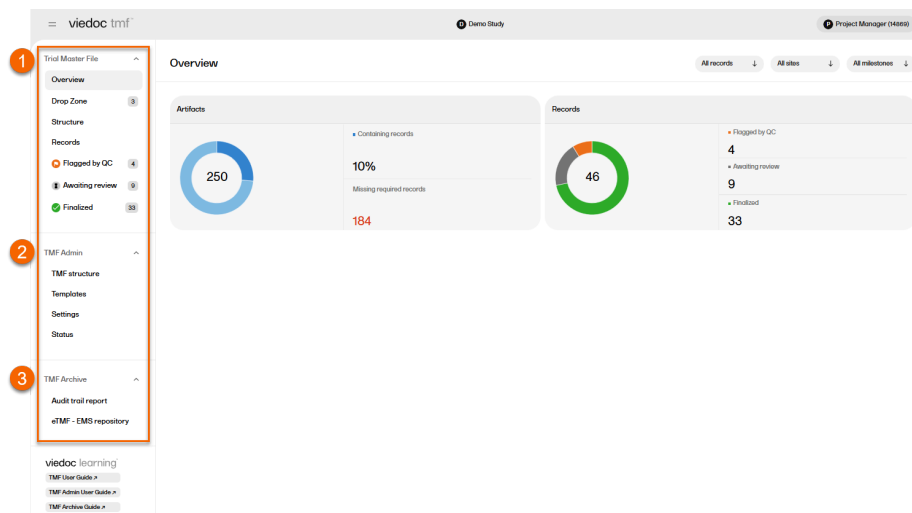 viedoc tmf™
D Demo Study
P Project Manager (14869)
1
Trial Master File
Overview
Drop Zone 3
Structure
Records
Flagged by QC 4
Awaiting review 9
Finalized 33
2
TMF Admin
TMF structure
Templates
Settings
Status
3
TMF Archive
Audit trail report
eTMF - EMS repository
viedoc learning™
TMF User Guide ↗
TMF Admin User Guide ↗
TMF Archive Guide ↗
Overview
All records ↓ All sites ↓ All milestones ↓
Artifacts
250
Containing records
10%
Missing required records
184
Records
46
Flagged by QC
4
Awaiting review
9
Finalized
33